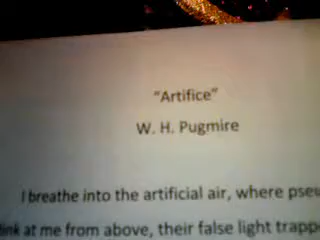 "Artifice"
W. H. Pugmire
I breathe into the artificial air, where
at me from above, their false light